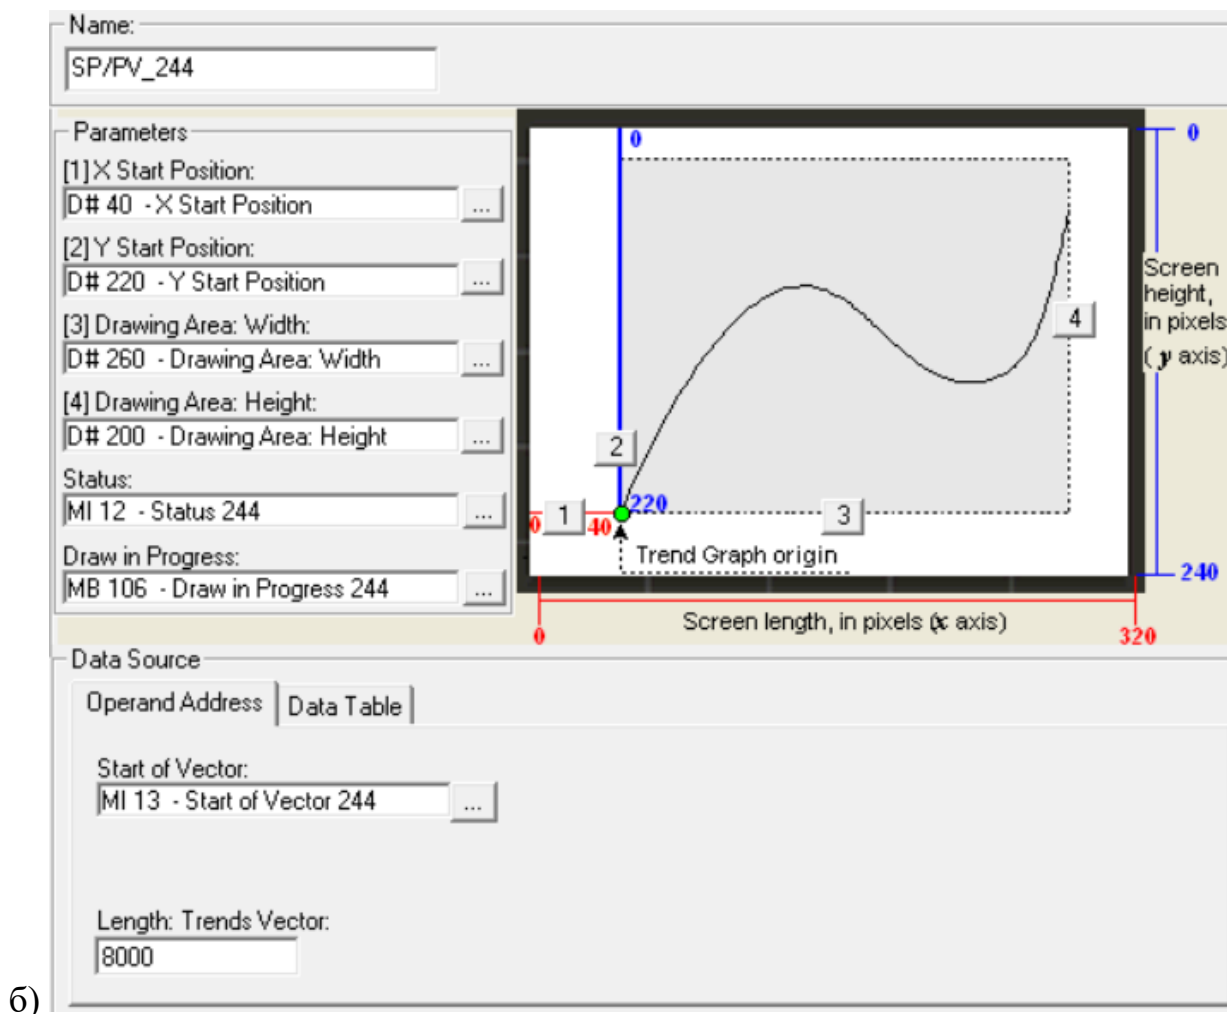 Name:
SP/PV_244
Parameters
[1] X Start Position:
D# 40 - X Start Position
...
[2] Y Start Position:
D# 220 - Y Start Position
...
[3] Drawing Area: Width:
D# 260 - Drawing Area: Width
...
[4] Drawing Area: Height:
D# 200 - Drawing Area: Height
...
Status:
MI 12 - Status 244
...
Draw in Progress:
MB 106 - Draw in Progress 244
...
0
0
Screen
height,
in pixels
( y axis)
4
2
220
0
1
40
3
Trend Graph origin
240
Screen length, in pixels (x axis)
0
320
Data Source
Operand Address
Data Table
Start of Vector:
MI 13 - Start of Vector 244
...
Length: Trends Vector:
8000
б)